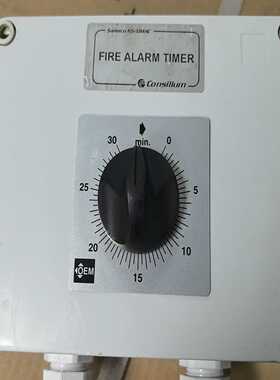 FIRE ALARM TIMER
Consilium
30 min. 0
25 5
20 10
OEM 15